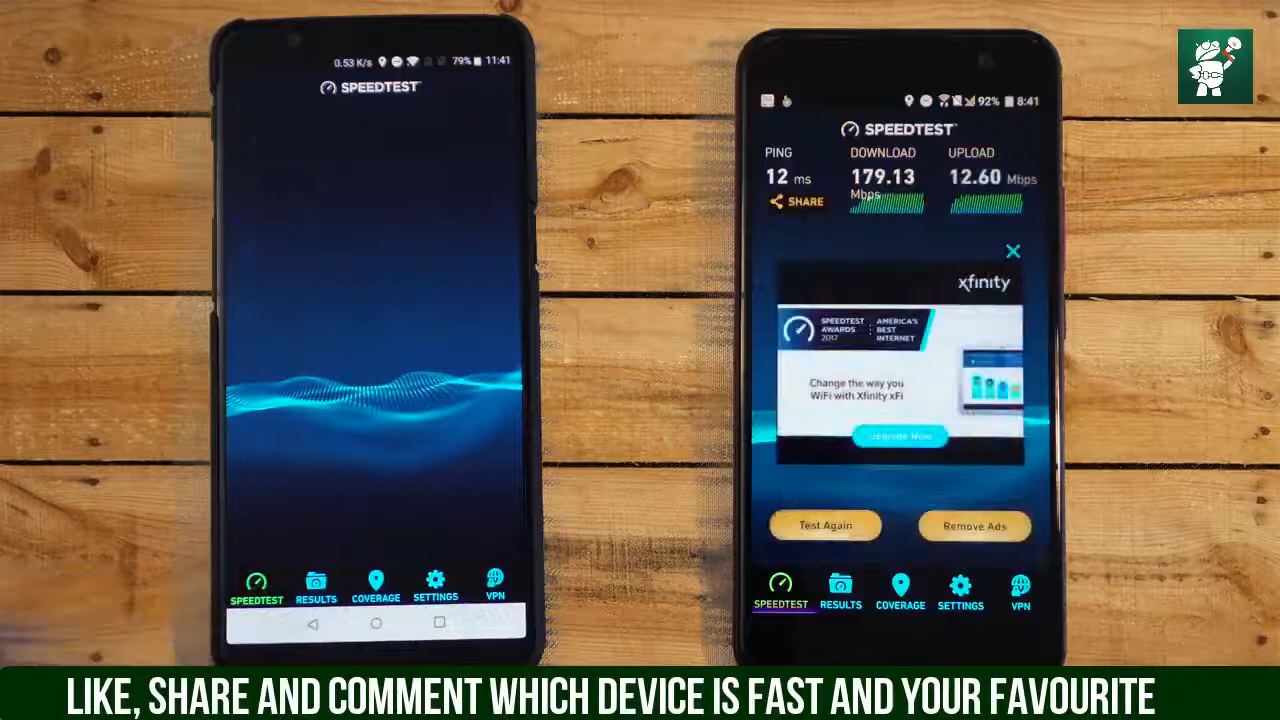 0.53 K/s 79% 11:41
SPEEDTEST
SPEEDTEST RESULTS COVERAGE SETTINGS VPN
92% 8:41
SPEEDTEST
PING DOWNLOAD UPLOAD
12 ms 179.13 Mbps 12.60 Mbps
SHARE
xfinity
SPEEDTEST AWARDS 2017
AMERICA'S BEST INTERNET
Change the way you
WiFi with Xfinity xFi
Upgrade Now
Test Again Remove Ads
SPEEDTEST RESULTS COVERAGE SETTINGS VPN
LIKE, SHARE AND COMMENT WHICH DEVICE IS FAST AND YOUR FAVOURITE